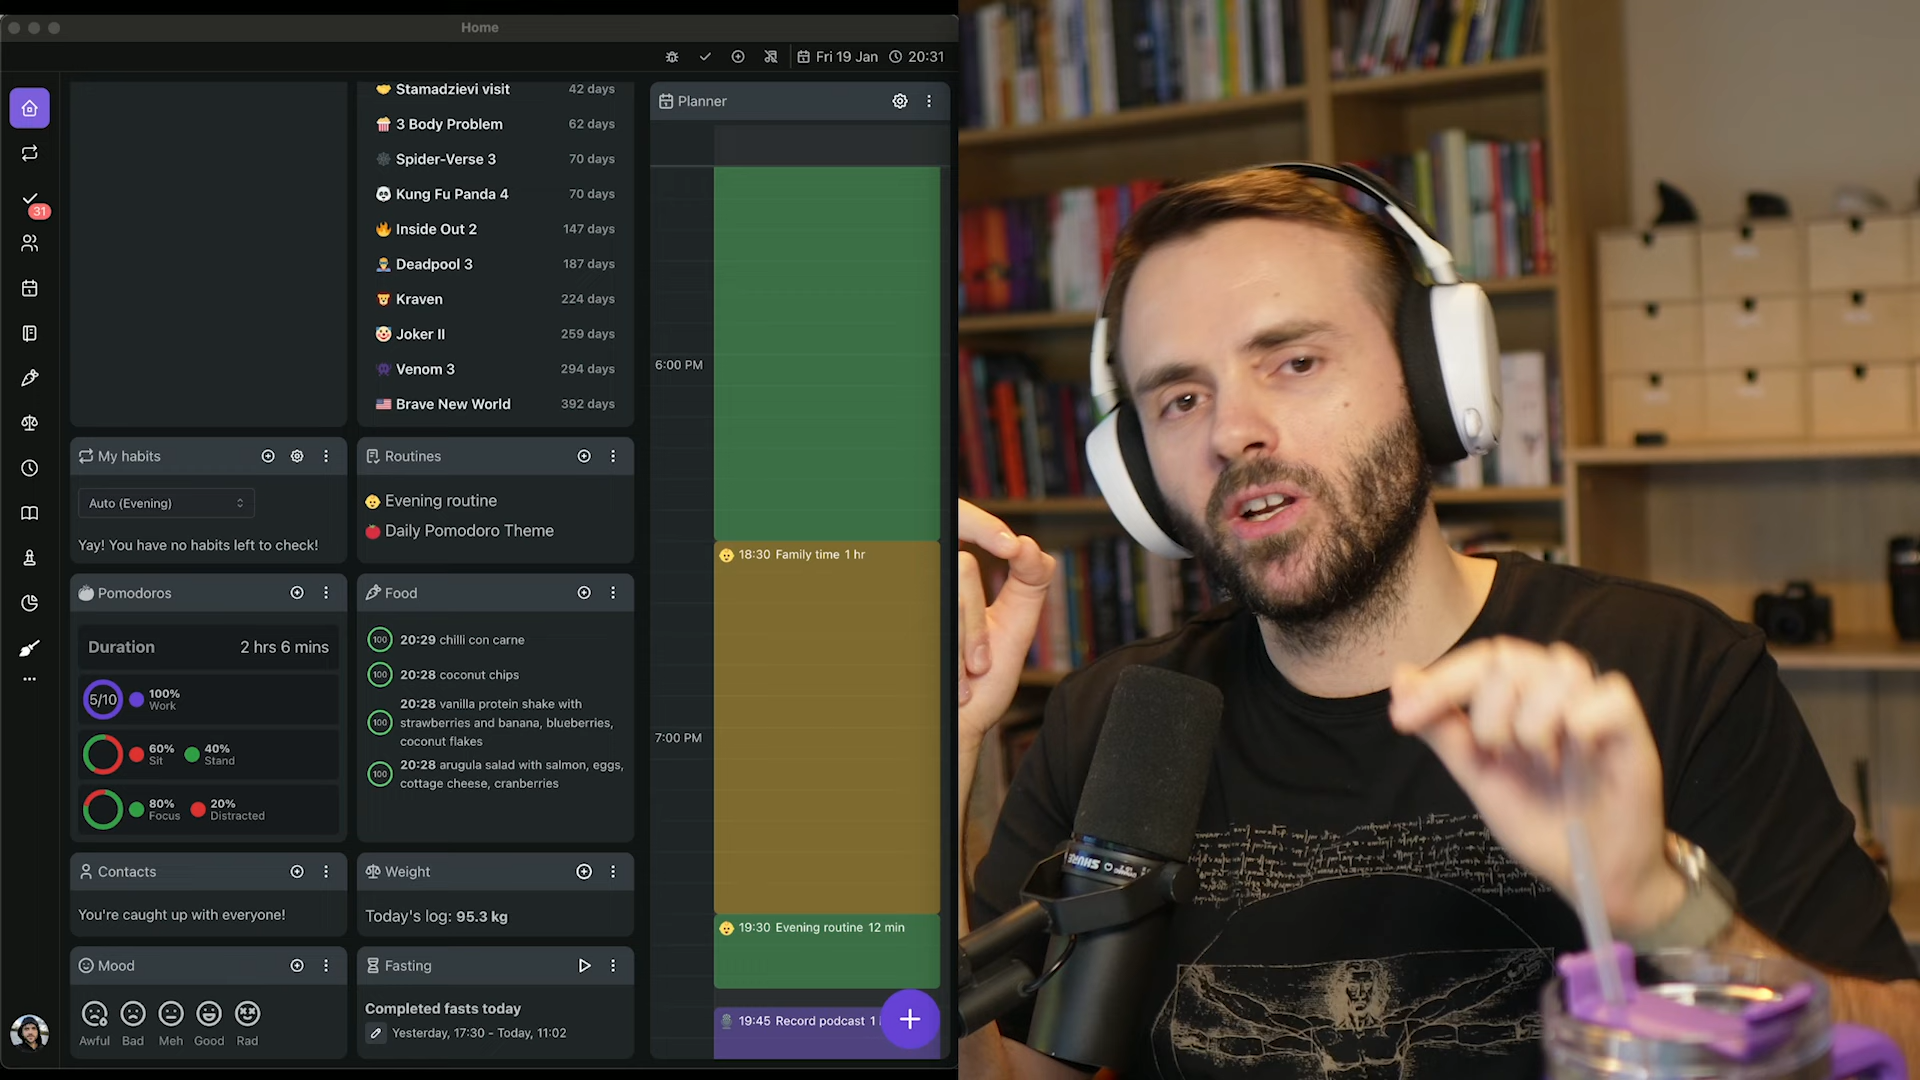 Home
Fri 19 Jan
20:31
Stamadzievi visit 42 days
3 Body Problem 62 days
Spider-Verse 3 70 days
Kung Fu Panda 4 70 days
Inside Out 2 147 days
Deadpool 3 187 days
Kraven 224 days
Joker II 259 days
Venom 3 294 days
Brave New World 392 days
31
My habits
Auto (Evening)
Yay! You have no habits left to check!
Routines
Evening routine
Daily Pomodoro Theme
Pomodoros
Duration 2 hrs 6 mins
5/10
100%
Work
60%
Sit
40%
Stand
80%
Focus
20%
Distracted
Food
100 20:29 chilli con carne
100 20:28 coconut chips
100 20:28 vanilla protein shake with
strawberries and banana, blueberries,
coconut flakes
100 20:28 arugula salad with salmon, eggs,
cottage cheese, cranberries
Contacts
You're caught up with everyone!
Weight
Today's log: 95.3 kg
Mood
Awful Bad Meh Good Rad
Fasting
Completed fasts today
Yesterday, 17:30 - Today, 11:02
Planner
6:00 PM
18:30 Family time 1 hr
7:00 PM
19:30 Evening routine 12 min
19:45 Record podcast 1
SHURE